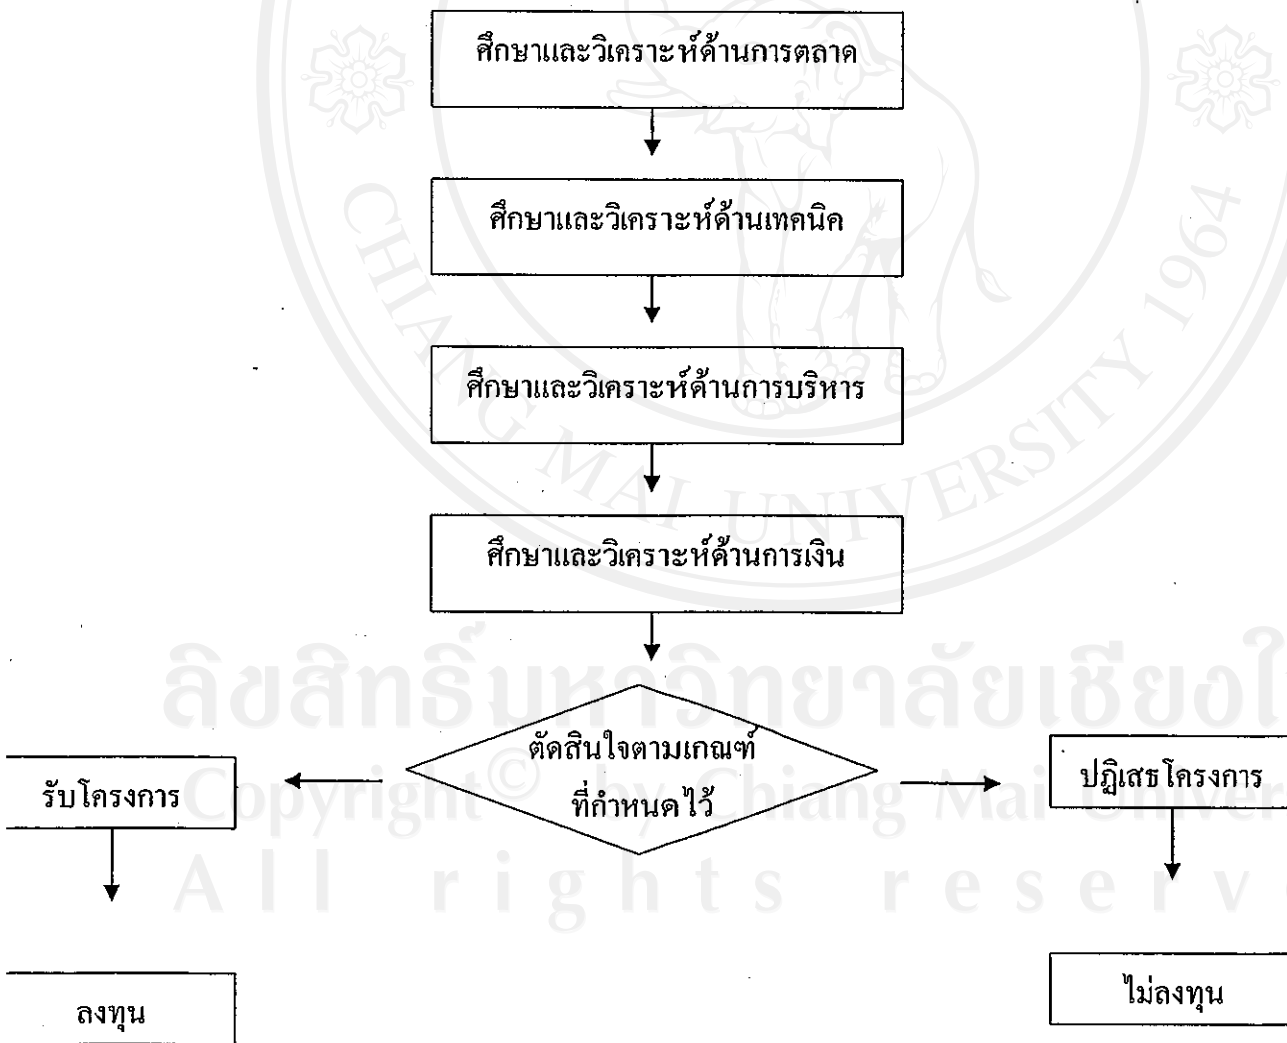 ศึกษาและวิเคราะห์ด้านการตลาด
ศึกษาและวิเคราะห์ด้านเทคนิค
ศึกษาและวิเคราะห์ด้านการบริหาร
ศึกษาและวิเคราะห์ด้านการเงิน
ตัดสินใจตามเกณฑ์
ที่กำหนดไว้
รับโครงการ
ปฏิเสธโครงการ
ลงทุน
ไม่ลงทุน
CHIANG MAI UNIVERSITY 1964
ลิขสิทธิ์มหาวิทยาลัยเชียงใ
Copyright© by Chiang Mai Univer
All rights reserv